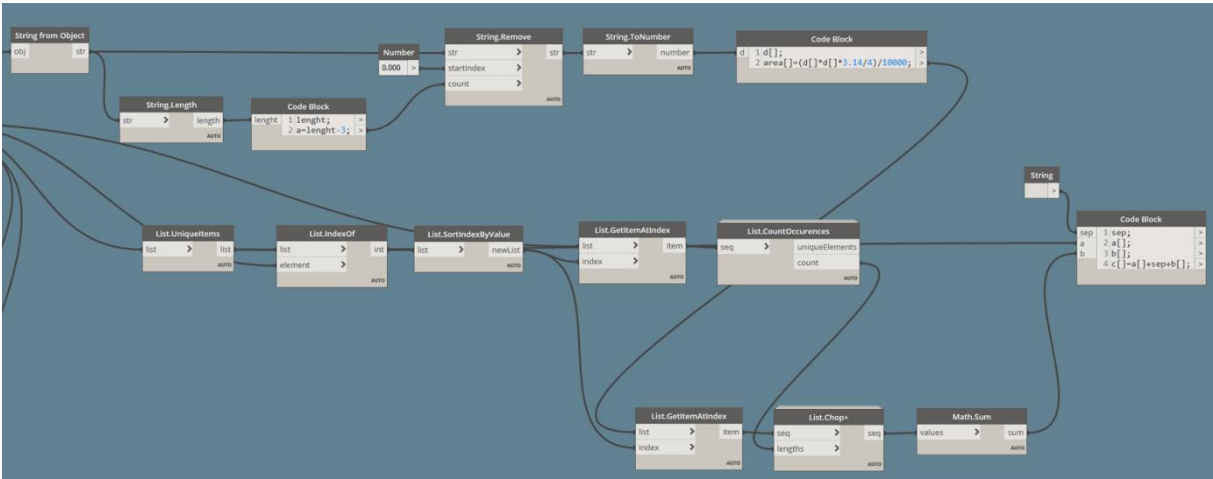 String from Object
obj str
String.Length
str > length
AUTO
Code Block
lenght 1 lenght; >
2 a=lenght-3; >
Number
0.000 >
String.Remove
str > str
startIndex >
count >
AUTO
String.ToNumber
str > number
AUTO
Code Block
d 1 d[]; >
2 area[]=(d[]*d[]*3.14/4)/10000; >
List.UniqueItems
list > list
AUTO
List.IndexOf
list > int
element >
AUTO
List.SortIndexByValue
list > newList
AUTO
List.GetItemAtIndex
list > item
index >
AUTO
List.CountOccurences
seq > uniqueElements
count
AUTO
String
>
Code Block
sep 1 sep; >
a 2 a[]; >
b 3 b[]; >
4 c[]=a[]+sep+b[]; >
List.GetItemAtIndex
list > item
index >
AUTO
List.Chop+
seq > seq
lengths >
AUTO
Math.Sum
values > sum
AUTO